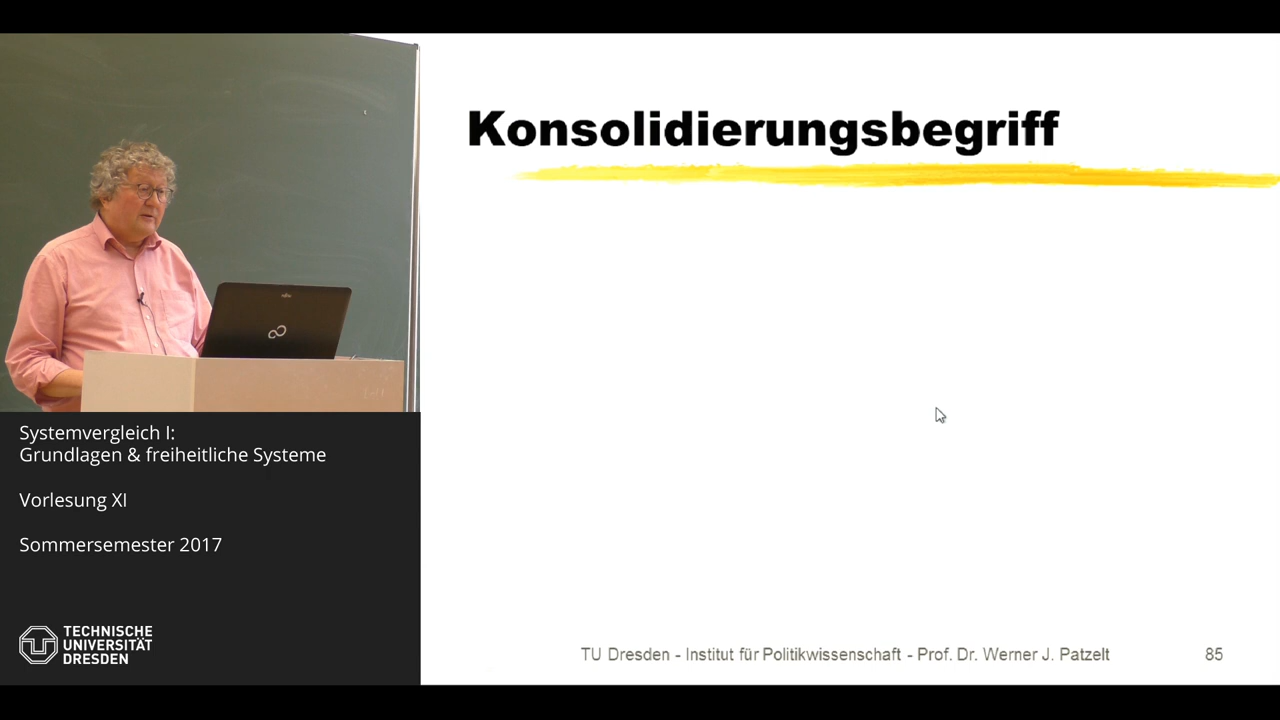 Konsolidierungsbegriff
Systemvergleich I:
Grundlagen & freiheitliche Systeme
Vorlesung XI
Sommersemester 2017
TECHNISCHE
UNIVERSITÄT
DRESDEN
TU Dresden - Institut für Politikwissenschaft - Prof. Dr. Werner J. Patzelt
85